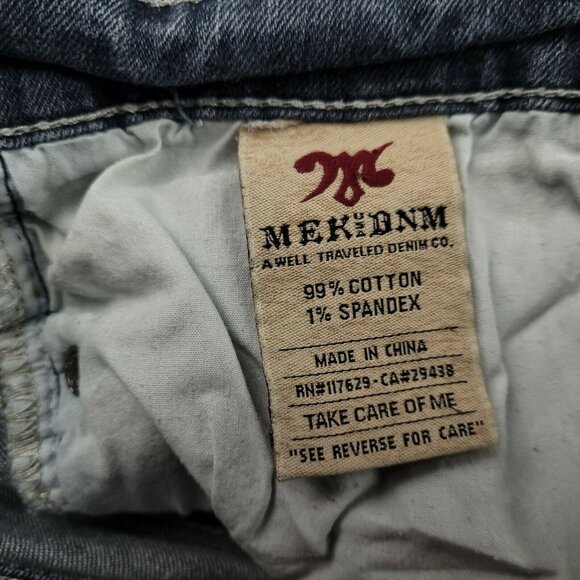 MEK DNM
A WELL TRAVELED DENIM CO.
99% COTTON
1% SPANDEX
MADE IN CHINA
RN#117629-CA#29438
TAKE CARE OF ME
"SEE REVERSE FOR CARE"